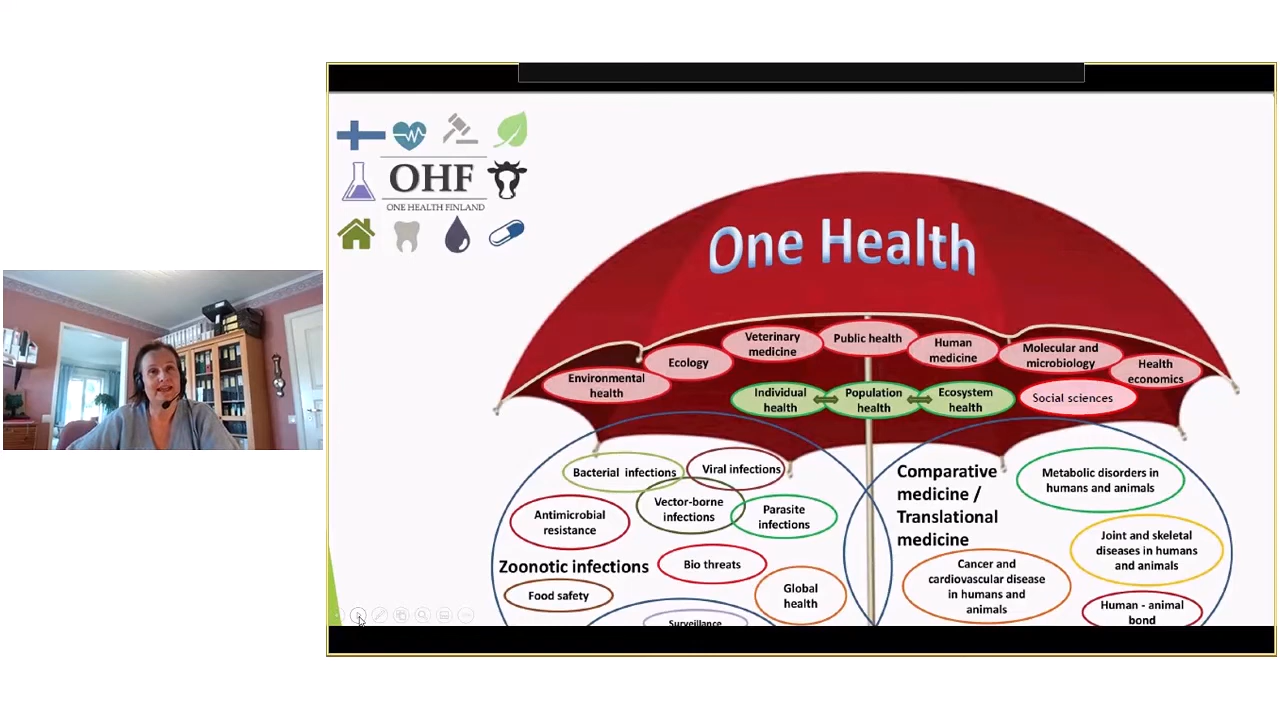 OHF
ONE HEALTH FINLAND
One Health
Environmental
health
Ecology
Veterinary
medicine
Public health
Human
medicine
Molecular and
microbiology
Health
economics
Individual
health
Population
health
Ecosystem
health
Social sciences
Bacterial infections
Viral infections
Vector-borne
infections
Parasite
infections
Antimicrobial
resistance
Zoonotic infections
Bio threats
Food safety
Global
health
Surveillance
Comparative
medicine /
Translational
medicine
Metabolic disorders in
humans and animals
Joint and skeletal
diseases in humans
and animals
Cancer and
cardiovascular disease
in humans and
animals
Human - animal
bond